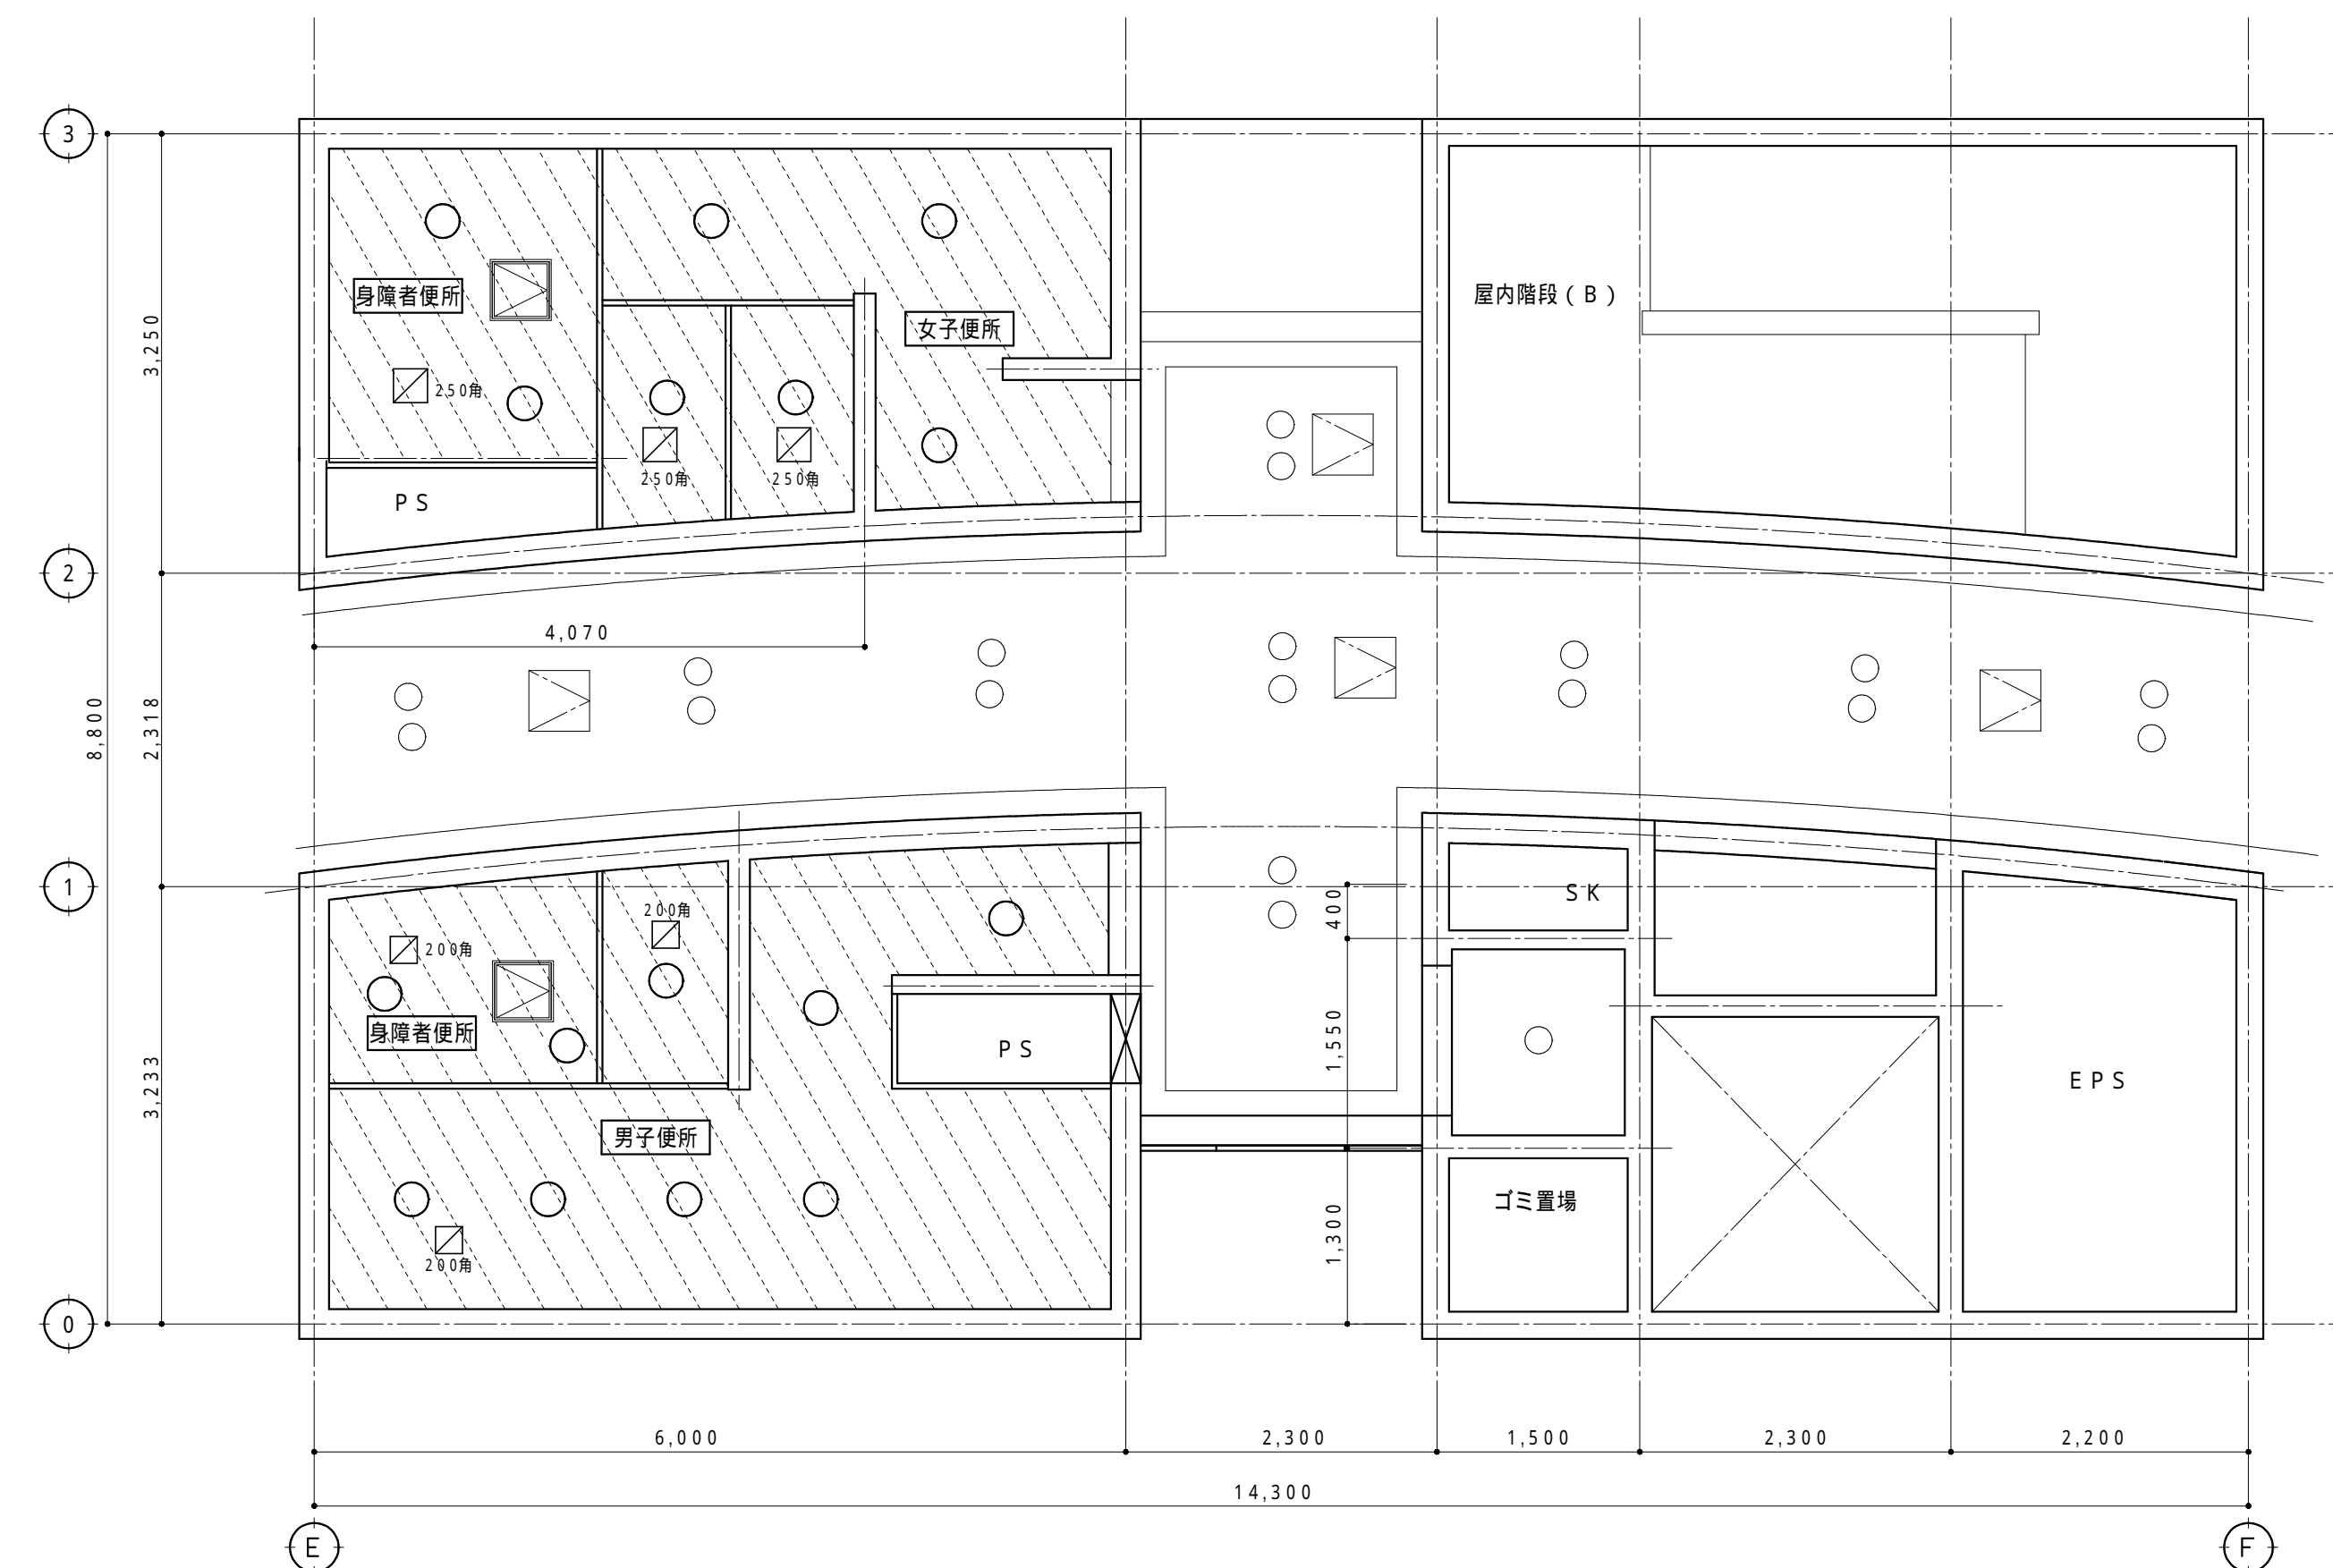 3
身障者便所
屋内階段（B）
女子便所
3,250
250角
250角
250角
PS
2
4,070
8,800
2,318
1
SK
400
200角
200角
身障者便所
1,550
PS
EPS
3,233
男子便所
ゴミ置場
1,300
200角
0
6,000
2,300
1,500
2,300
2,200
14,300
E
F